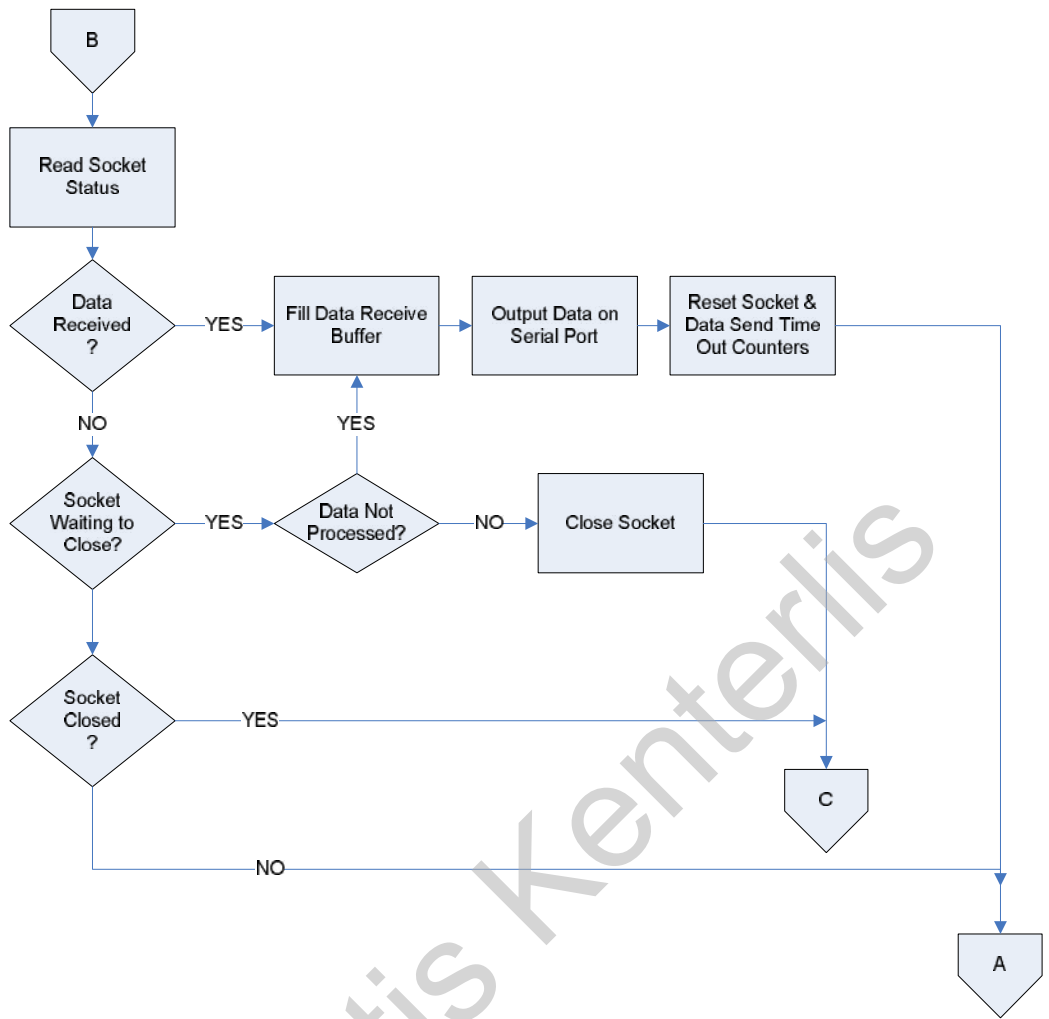 B
Read Socket
Status
Data
Received
?
YES
Fill Data Receive
Buffer
Output Data on
Serial Port
Reset Socket &
Data Send Time
Out Counters
NO
YES
Socket
Waiting to
Close?
YES
Data Not
Processed?
NO
Close Socket
Socket
Closed
?
YES
C
NO
A
tis Kenterlis